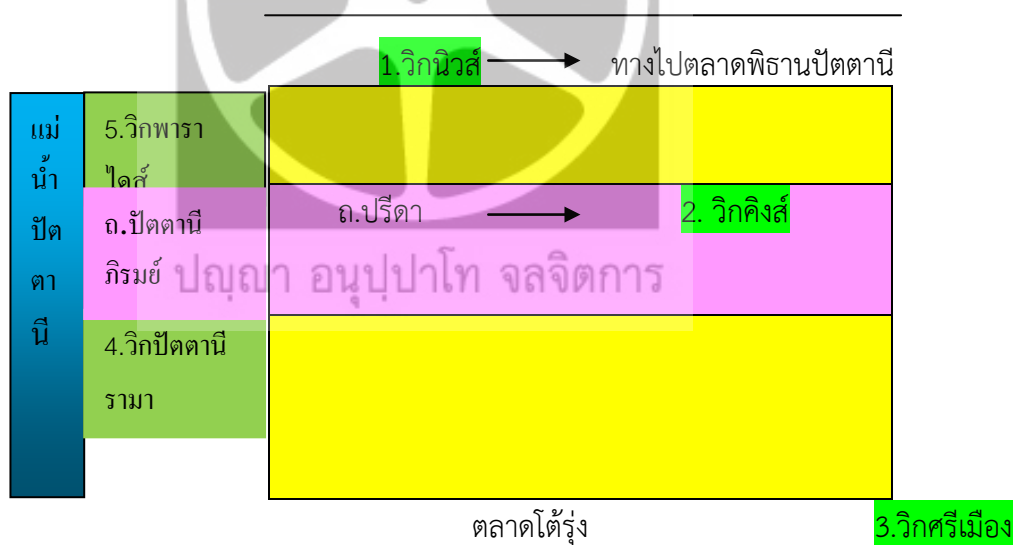 1.วิกนิวส์ ทางไปตลาดพิธานปัตตานี
แม่
น้ำ
ปัต
ตา
นี
5.วิกพารา
ไดส์
ถ.ปัตตานี
ภิรมย์
4.วิกปัตตานี
รามา
ถ.ปรีดา 2. วิกคิงส์
ปญฺญา อนุปฺปาโท จลจิตการ
ตลาดโต้รุ่ง 3.วิกศรีเมือง